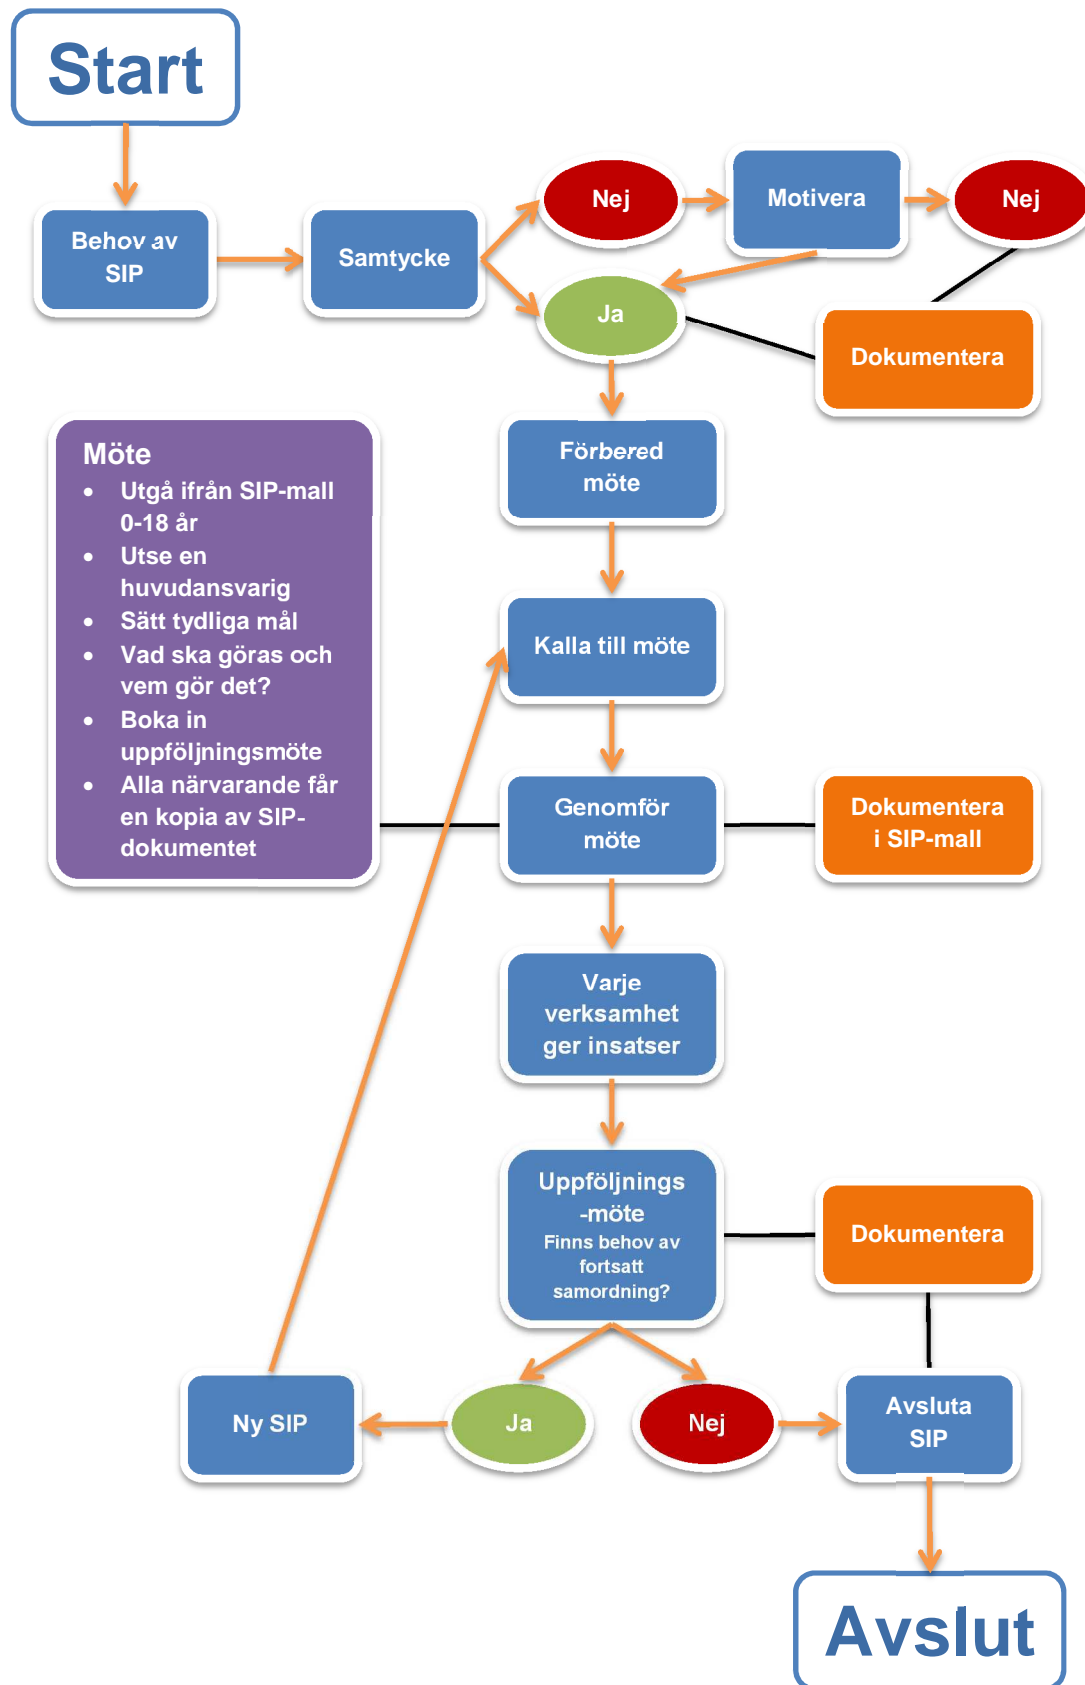 Start
Nej
Motivera
Nej
Behov av
SIP
Samtycke
Ja
Dokumentera
Förbered
möte
Möte
• Utgå ifrån SIP-mall
0-18 år
• Utse en
huvudansvarig
• Sätt tydliga mål
• Vad ska göras och
vem gör det?
• Boka in
uppföljningsmöte
• Alla närvarande får
en kopia av SIP-
dokumentet
Kalla till möte
Genomför
möte
Dokumentera
i SIP-mall
Varje
verksamhet
ger insatser
Uppföljnings
-möte
Finns behov av
fortsatt
samordning?
Dokumentera
Ny SIP
Ja
Nej
Avsluta
SIP
Avslut